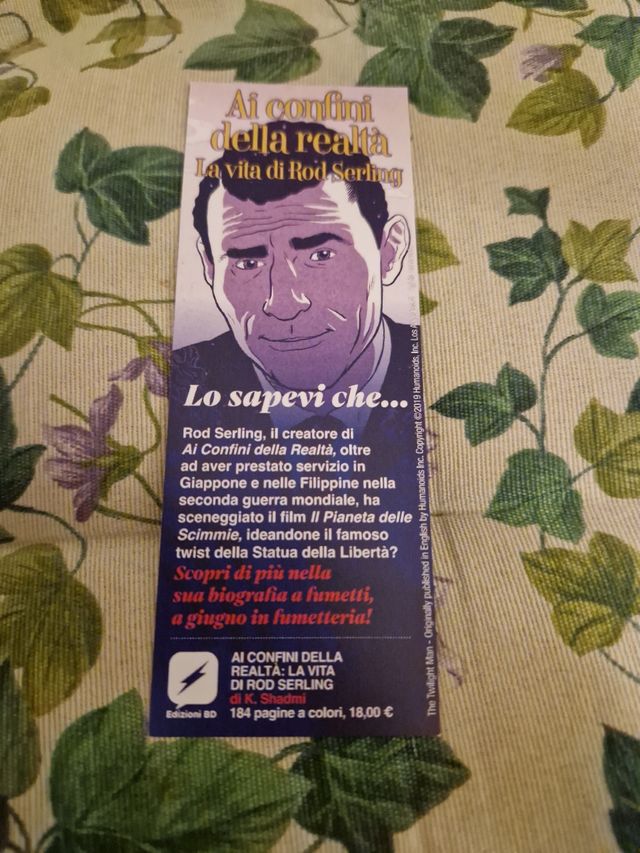 Ai confini
della realtà
La vita di Rod Serling
Lo sapevi che...
Rod Serling, il creatore di
Ai Confini della Realtà, oltre
ad aver prestato servizio in
Giappone e nelle Filippine nella
seconda guerra mondiale, ha
sceneggiato il film Il Pianeta delle
Scimmie, ideandone il famoso
twist della Statua della Libertà?
Scopri di più nella
sua biografia a fumetti,
a giugno in fumetteria!
AI CONFINI DELLA
REALTÀ: LA VITA
DI ROD SERLING
di K. Shadmi
184 pagine a colori, 18,00 €
Edizioni BD
The Twilight Man - Originally published in English by Humanoids Inc. Copyright ©2019 Humanoids, Inc. Los